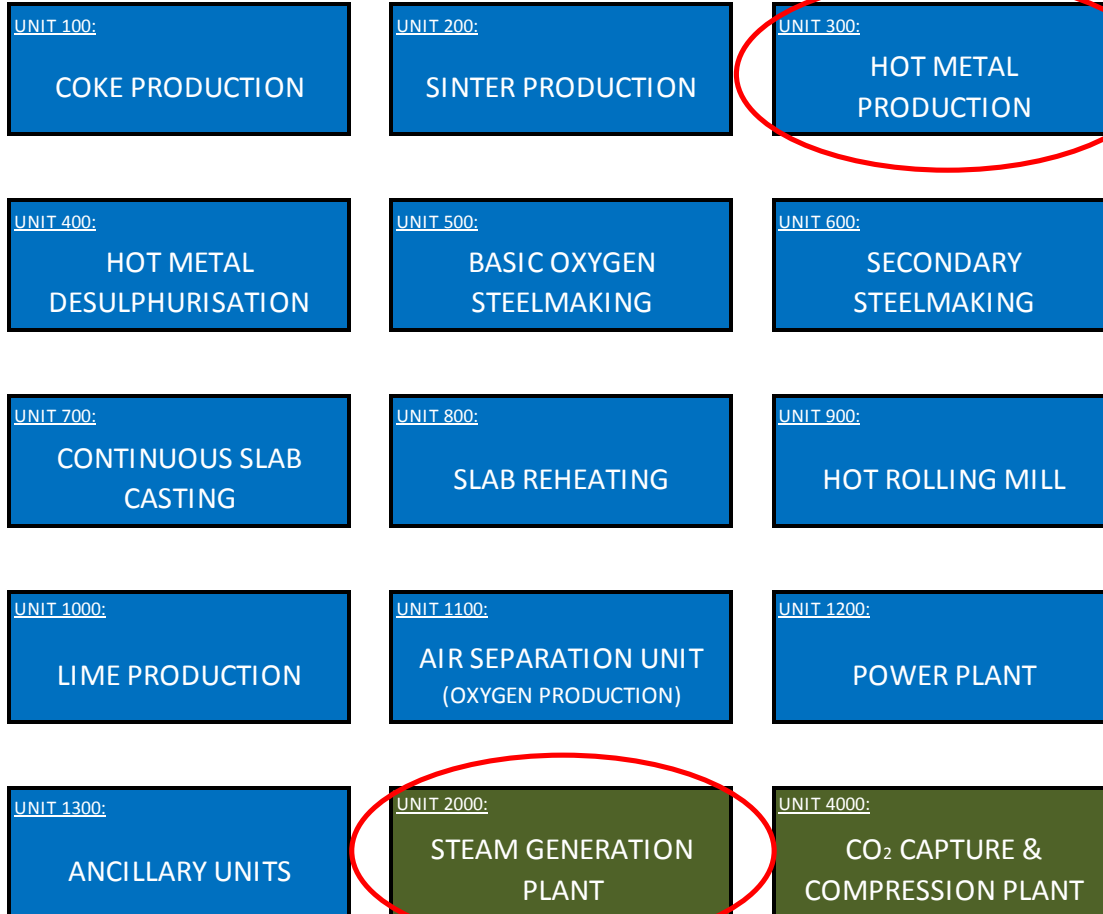 UNIT 100:
COKE PRODUCTION
UNIT 200:
SINTER PRODUCTION
UNIT 300:
HOT METAL
PRODUCTION
UNIT 400:
HOT METAL
DESULPHURISATION
UNIT 500:
BASIC OXYGEN
STEELMAKING
UNIT 600:
SECONDARY
STEELMAKING
UNIT 700:
CONTINUOUS SLAB
CASTING
UNIT 800:
SLAB REHEATING
UNIT 900:
HOT ROLLING MILL
UNIT 1000:
LIME PRODUCTION
UNIT 1100:
AIR SEPARATION UNIT
(OXYGEN PRODUCTION)
UNIT 1200:
POWER PLANT
UNIT 1300:
ANCILLARY UNITS
UNIT 2000:
STEAM GENERATION
PLANT
UNIT 4000:
CO₂ CAPTURE &
COMPRESSION PLANT